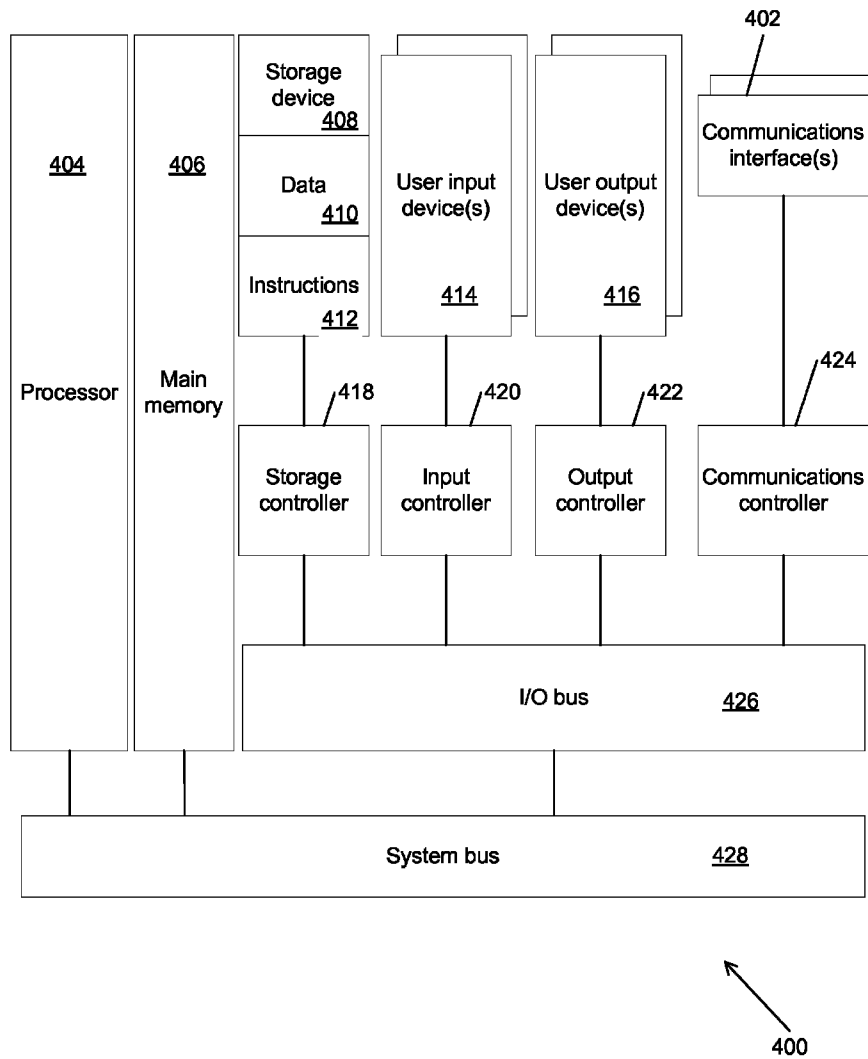 402
Storage
device
408
404
406
Data
410
User input
device(s)
User output
device(s)
Communications
interface(s)
Instructions
412
414
416
Processor
Main
memory
418
420
422
424
Storage
controller
Input
controller
Output
controller
Communications
controller
I/O bus
426
System bus
428
400